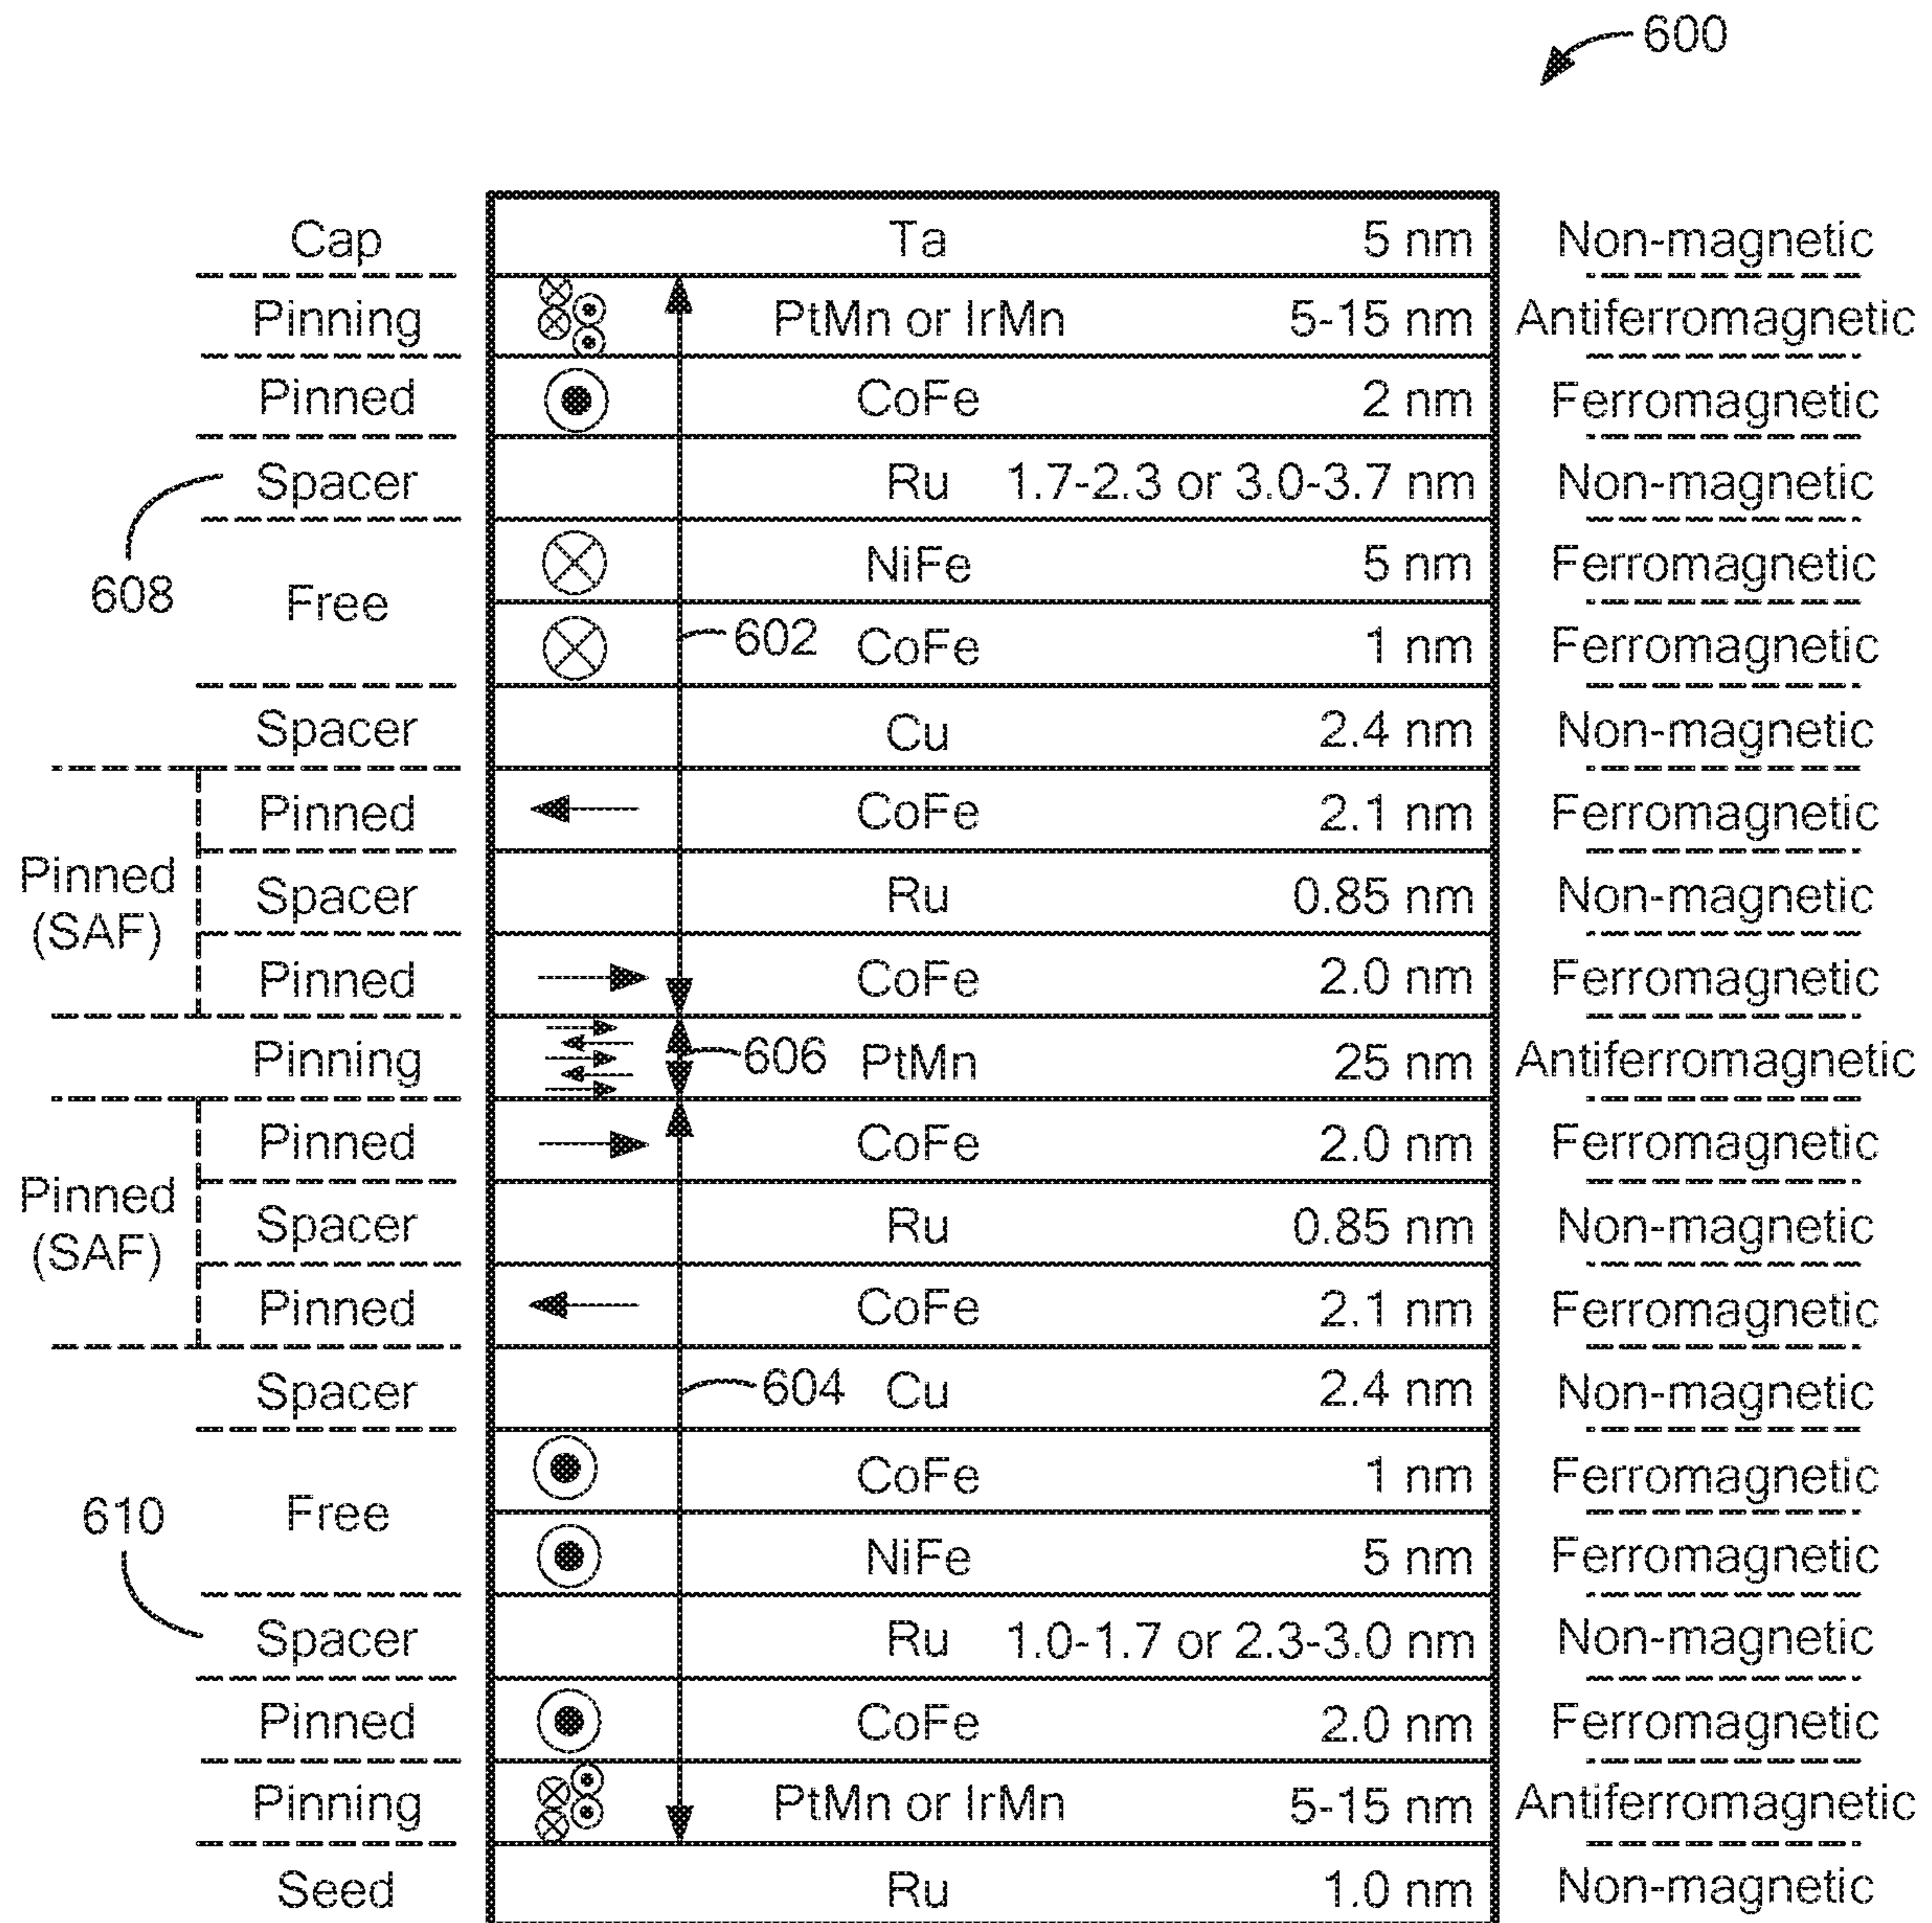 600
Cap Ta 5 nm Non-magnetic
Pinning PtMn or IrMn 5-15 nm Antiferromagnetic
Pinned CoFe 2 nm Ferromagnetic
Spacer Ru 1.7-2.3 or 3.0-3.7 nm Non-magnetic
608
Free
NiFe 5 nm Ferromagnetic
602 CoFe 1 nm Ferromagnetic
Spacer Cu 2.4 nm Non-magnetic
Pinned
(SAF)
Pinned CoFe 2.1 nm Ferromagnetic
Spacer Ru 0.85 nm Non-magnetic
Pinned CoFe 2.0 nm Ferromagnetic
Pinning 606 PtMn 25 nm Antiferromagnetic
Pinned
(SAF)
Pinned CoFe 2.0 nm Ferromagnetic
Spacer Ru 0.85 nm Non-magnetic
Pinned CoFe 2.1 nm Ferromagnetic
Spacer 604 Cu 2.4 nm Non-magnetic
610
Free
CoFe 1 nm Ferromagnetic
NiFe 5 nm Ferromagnetic
Spacer Ru 1.0-1.7 or 2.3-3.0 nm Non-magnetic
Pinned CoFe 2.0 nm Ferromagnetic
Pinning PtMn or IrMn 5-15 nm Antiferromagnetic
Seed Ru 1.0 nm Non-magnetic